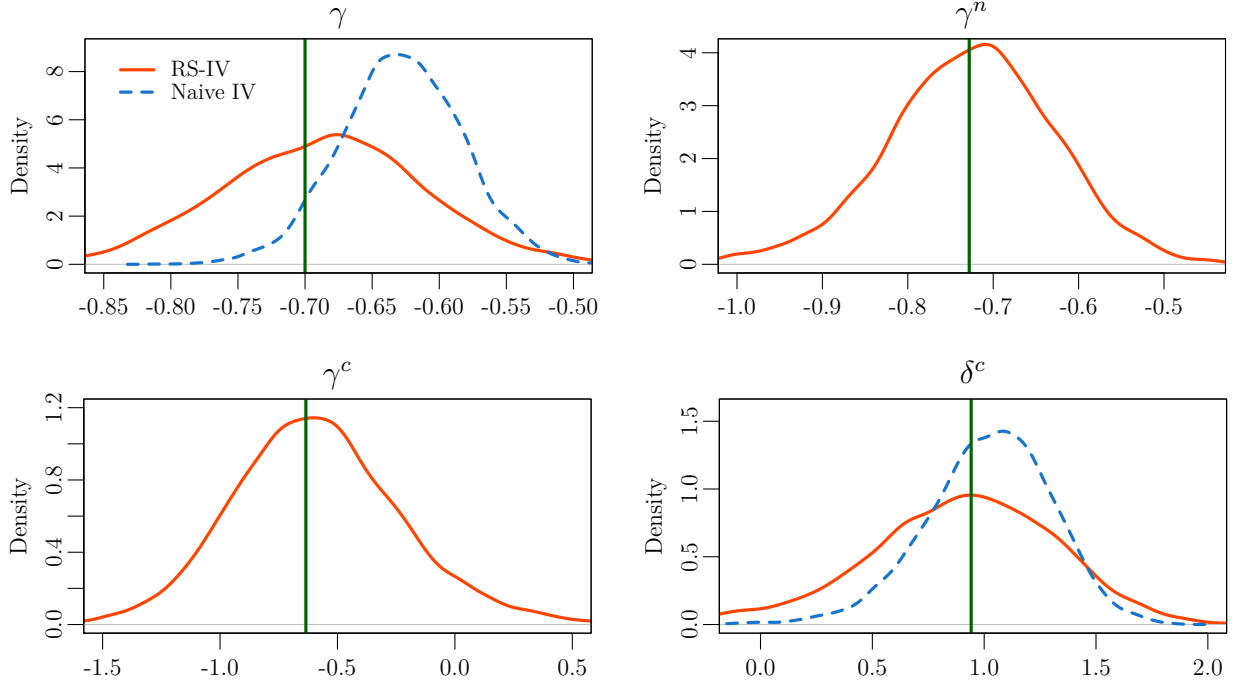 γ
RS-IV
Naive IV
Density
0 2 4 6 8
-0.85 -0.80 -0.75 -0.70 -0.65 -0.60 -0.55 -0.50
γⁿ
Density
0 1 2 3 4
-1.0 -0.9 -0.8 -0.7 -0.6 -0.5
γᶜ
Density
0.0 0.4 0.8 1.2
-1.5 -1.0 -0.5 0.0 0.5
δᶜ
Density
0.0 0.5 1.0 1.5
0.0 0.5 1.0 1.5 2.0